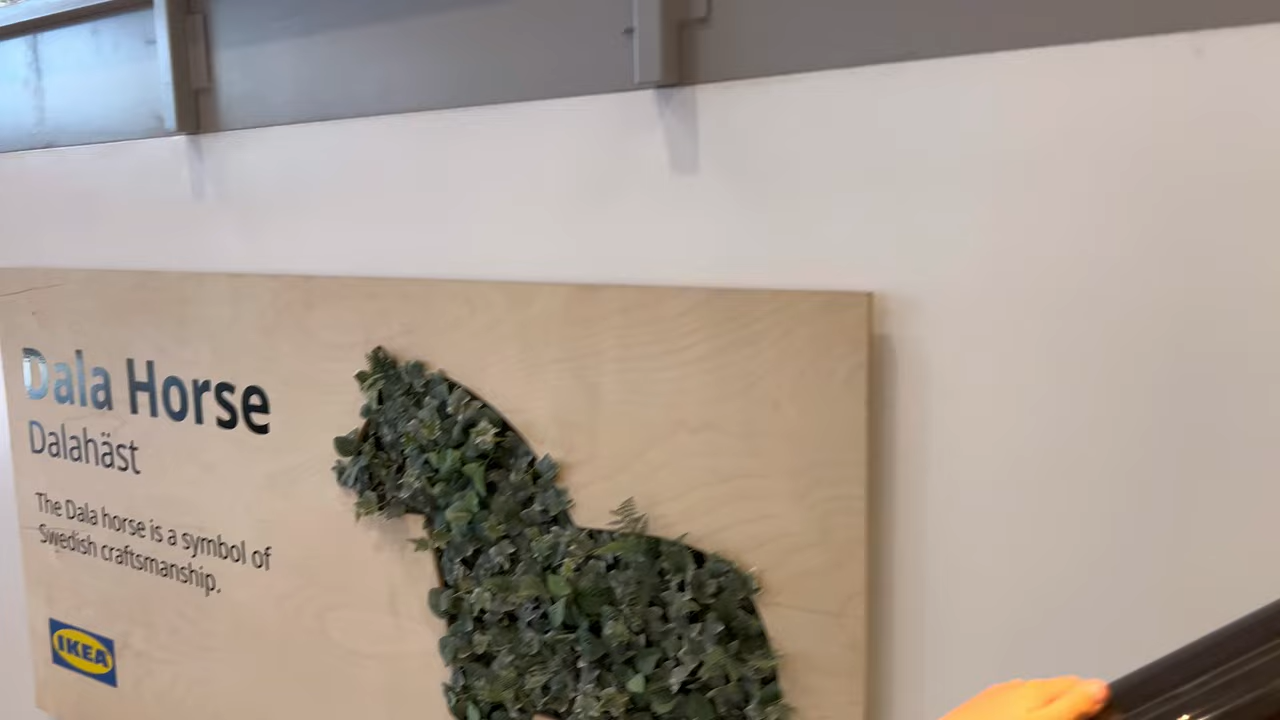 Dala Horse
Dalahäst
The Dala horse is a symbol of
Swedish craftsmanship.
IKEA